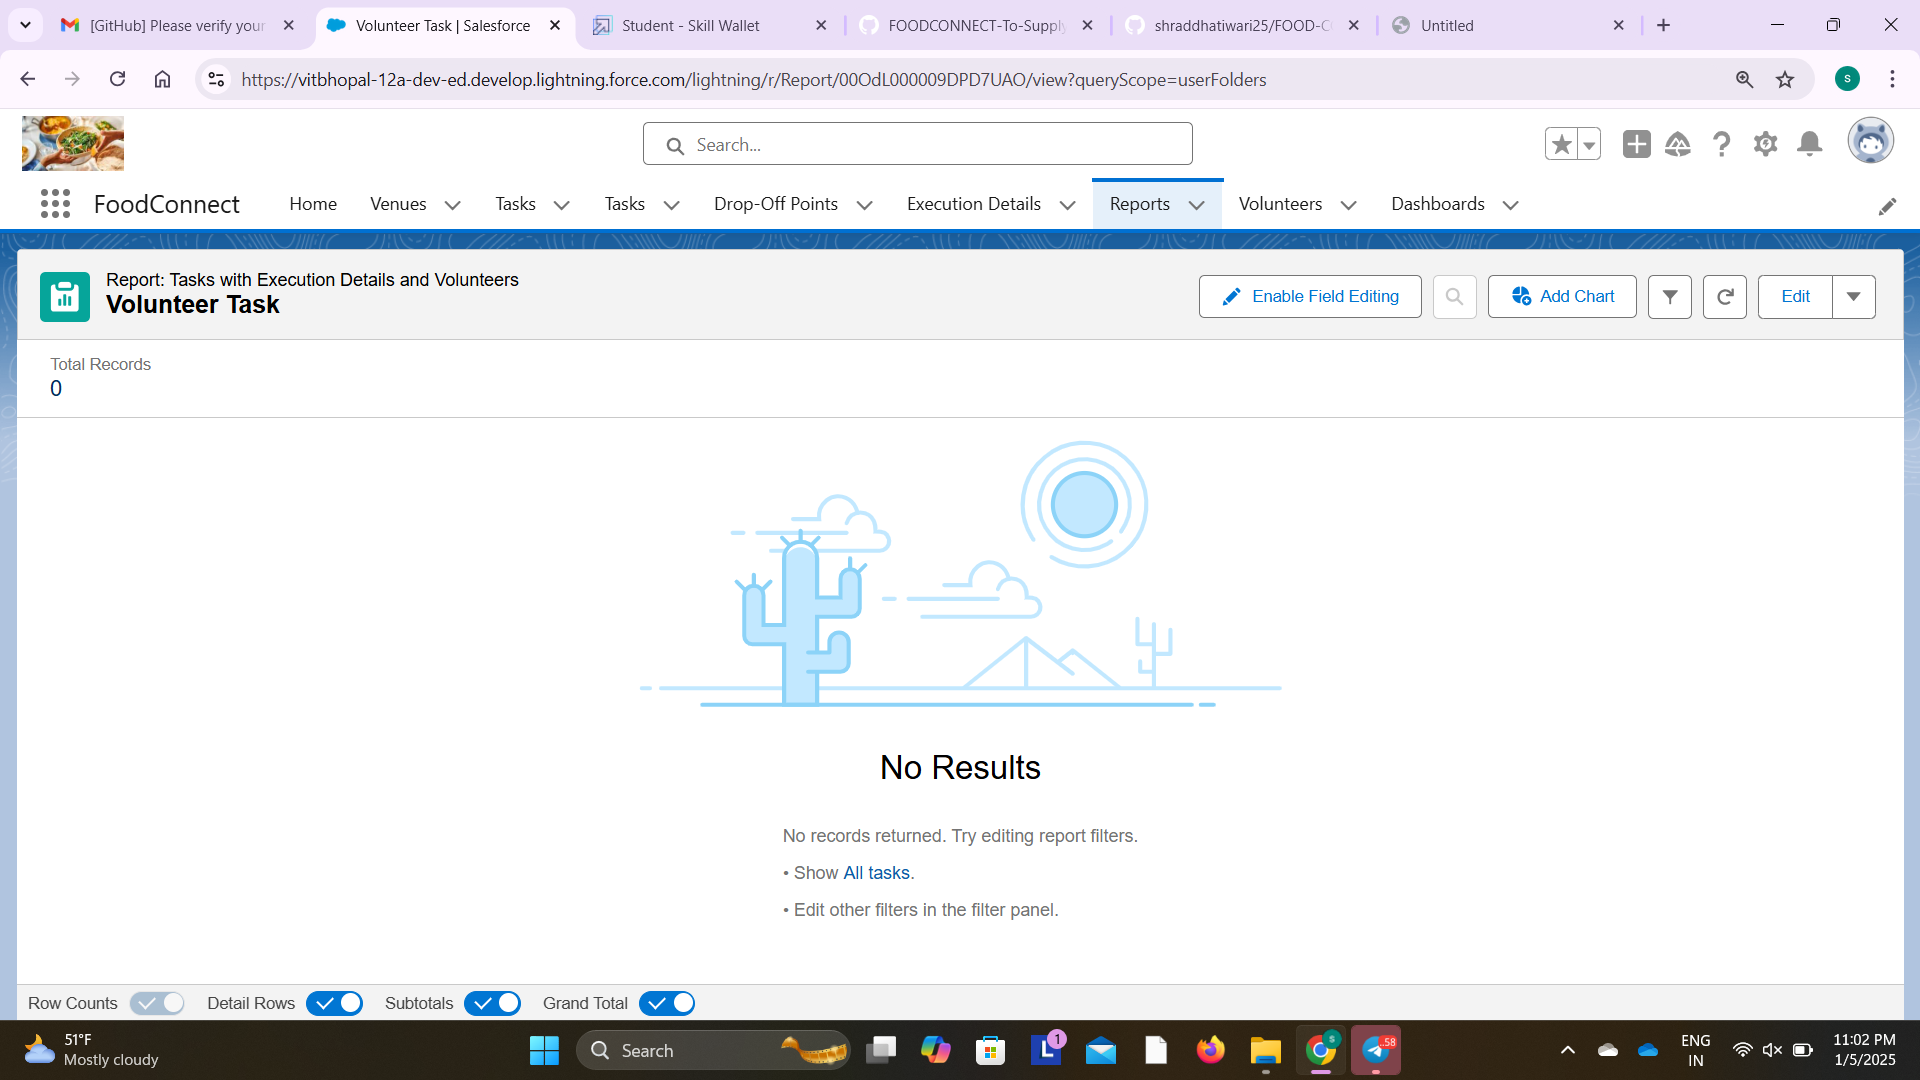 [GitHub] Please verify your
Volunteer Task | Salesforce
Student - Skill Wallet
FOODCONNECT-To-Supply
shraddhatiwari25/FOOD-C
Untitled
https://vitbhopal-12a-dev-ed.develop.lightning.force.com/lightning/r/Report/00OdL000009DPD7UAO/view?queryScope=userFolders
S
Search...
FoodConnect
Home
Venues
Tasks
Tasks
Drop-Off Points
Execution Details
Reports
Volunteers
Dashboards
Report: Tasks with Execution Details and Volunteers
Volunteer Task
Enable Field Editing
Add Chart
Edit
Total Records
0
No Results
No records returned. Try editing report filters.
• Show All tasks.
• Edit other filters in the filter panel.
Row Counts
Detail Rows
Subtotals
Grand Total
51°F
Mostly cloudy
Search
L
1
S
..58
ENG
IN
11:02 PM
1/5/2025